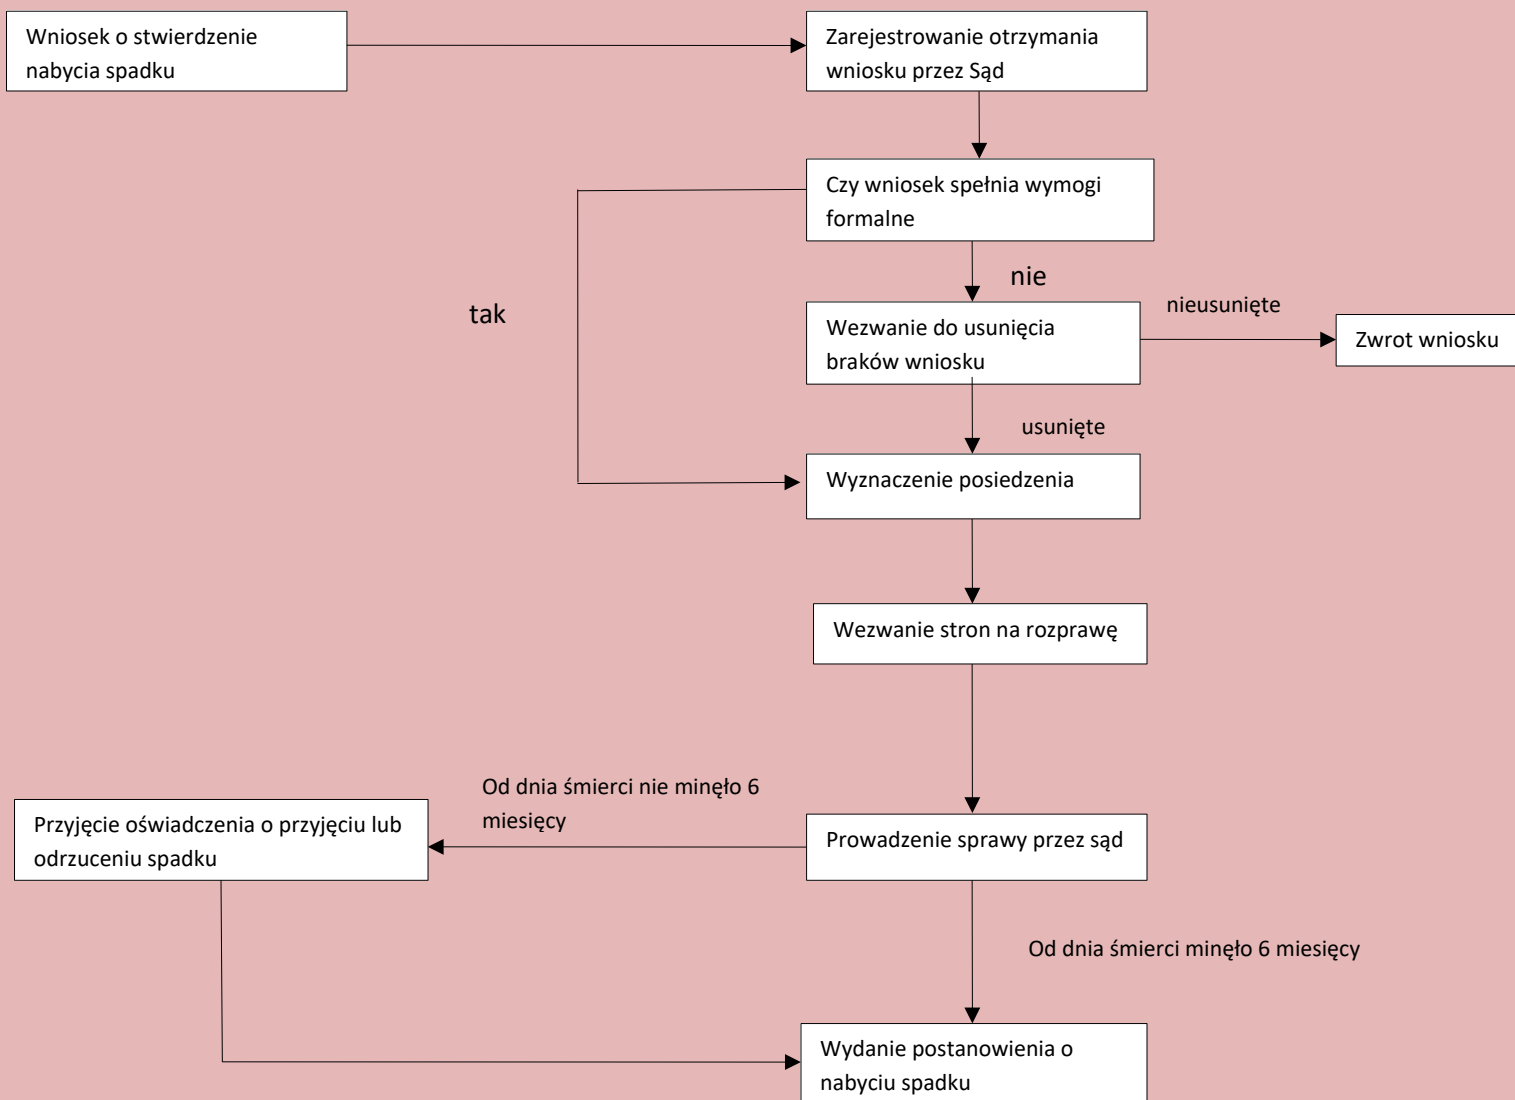 Wniosek o stwierdzenie
nabycia spadku
Zarejestrowanie otrzymania
wniosku przez Sąd
Czy wniosek spełnia wymogi
formalne
nie
tak
Wezwanie do usunięcia
braków wniosku
nieusunięte
Zwrot wniosku
usunięte
Wyznaczenie posiedzenia
Wezwanie stron na rozprawę
Od dnia śmierci nie minęło 6
miesięcy
Przyjęcie oświadczenia o przyjęciu lub
odrzuceniu spadku
Prowadzenie sprawy przez sąd
Od dnia śmierci minęło 6 miesięcy
Wydanie postanowienia o
nabyciu spadku